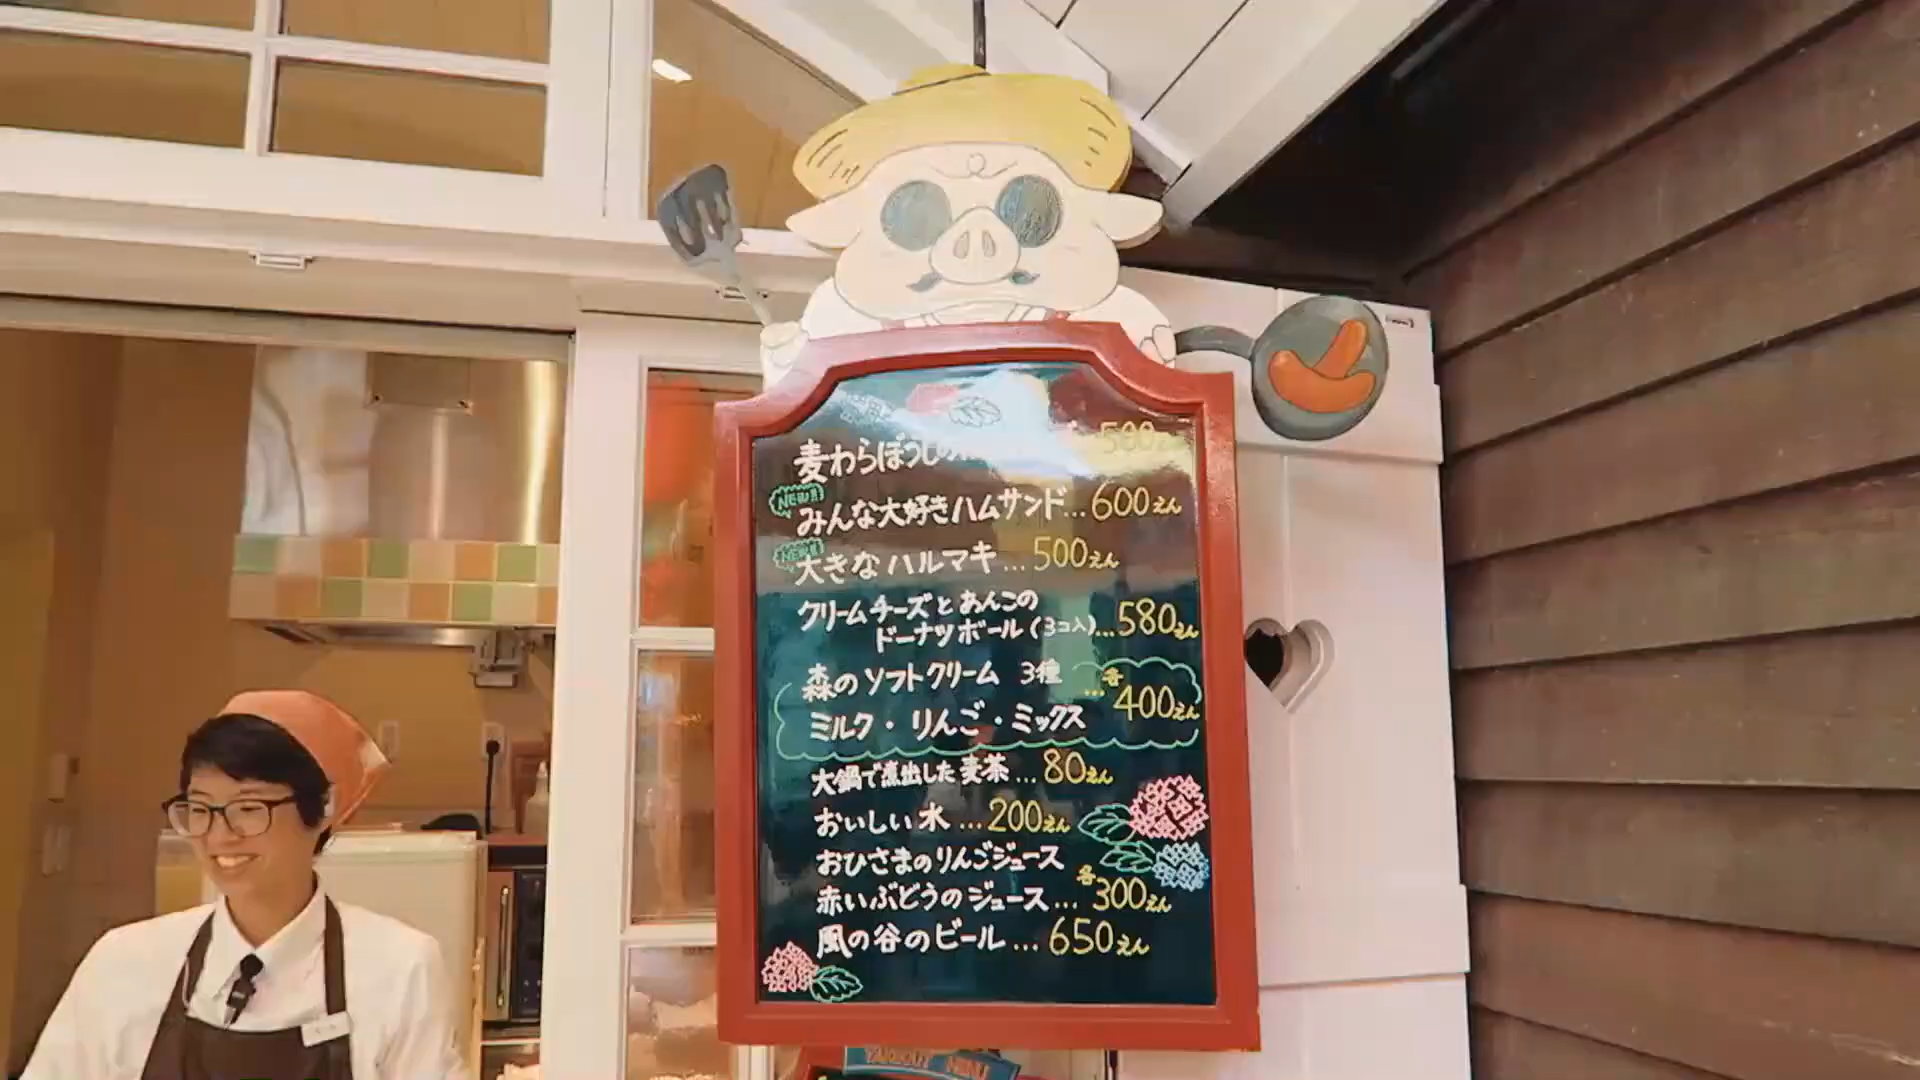 麦わらぼうしの 500
NEW!!
みんな大好きハムサンド…600えん
NEW!!
大きなハルマキ…500えん
クリームチーズとあんこの
ドーナツボール(3コ入)…580えん
森のソフトクリーム 3種
ミルク・りんご・ミックス …各400えん
大鍋で煮出した麦茶…80えん
おいしい水…200えん
おひさまのりんごジュース
赤いぶどうのジュース…各300えん
風の谷のビール…650えん
TAKEOUT MENU